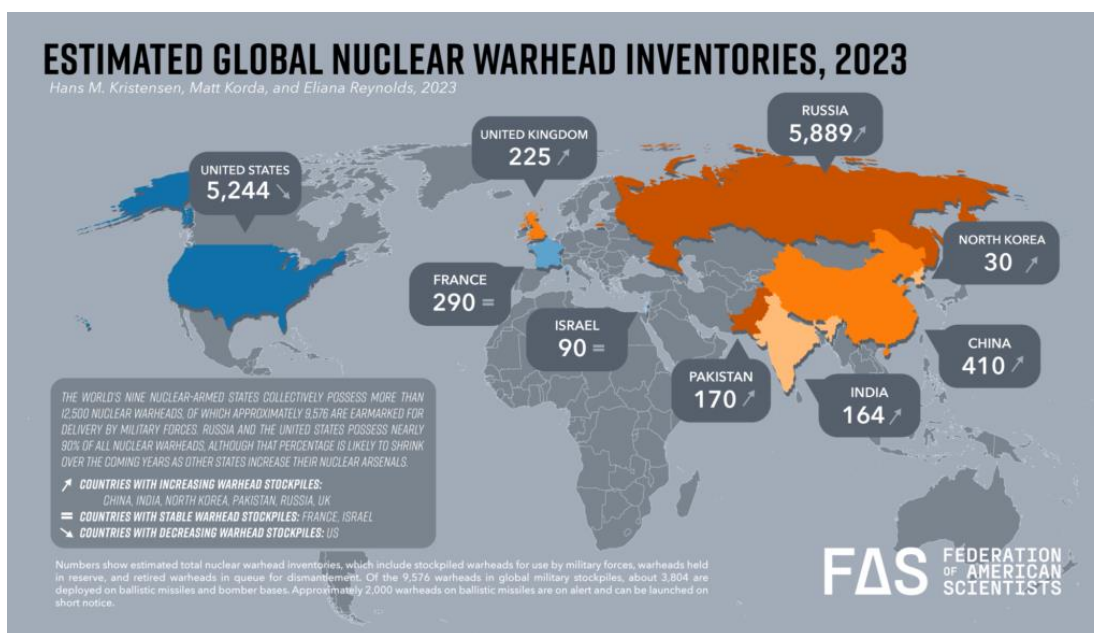 ESTIMATED GLOBAL NUCLEAR WARHEAD INVENTORIES, 2023
Hans M. Kristensen, Matt Korda, and Eliana Reynolds, 2023
RUSSIA
5,889↗
UNITED KINGDOM
225 ↗
UNITED STATES
5,244 ↘
NORTH KOREA
30 ↗
FRANCE
290 =
ISRAEL
90 =
CHINA
410 ↗
PAKISTAN
170 ↗
INDIA
164 ↗
THE WORLD'S NINE NUCLEAR-ARMED STATES COLLECTIVELY POSSESS MORE THAN
12,500 NUCLEAR WARHEADS, OF WHICH APPROXIMATELY 9,576 ARE EARMARKED FOR
DELIVERY BY MILITARY FORCES. RUSSIA AND THE UNITED STATES POSSESS NEARLY
90% OF ALL NUCLEAR WARHEADS, ALTHOUGH THAT PERCENTAGE IS LIKELY TO SHRINK
OVER THE COMING YEARS AS OTHER STATES INCREASE THEIR NUCLEAR ARSENALS.
↗ COUNTRIES WITH INCREASING WARHEAD STOCKPILES:
CHINA, INDIA, NORTH KOREA, PAKISTAN, RUSSIA, UK
= COUNTRIES WITH STABLE WARHEAD STOCKPILES: FRANCE, ISRAEL
↘ COUNTRIES WITH DECREASING WARHEAD STOCKPILES: US
Numbers show estimated total nuclear warhead inventories, which include stockpiled warheads for use by military forces, warheads held
in reserve, and retired warheads in queue for dismantlement. Of the 9,576 warheads in global military stockpiles, about 3,804 are
deployed on ballistic missiles and bomber bases. Approximately 2,000 warheads on ballistic missiles are on alert and can be launched on
short notice.
FAS
FEDERATION
OF AMERICAN
SCIENTISTS